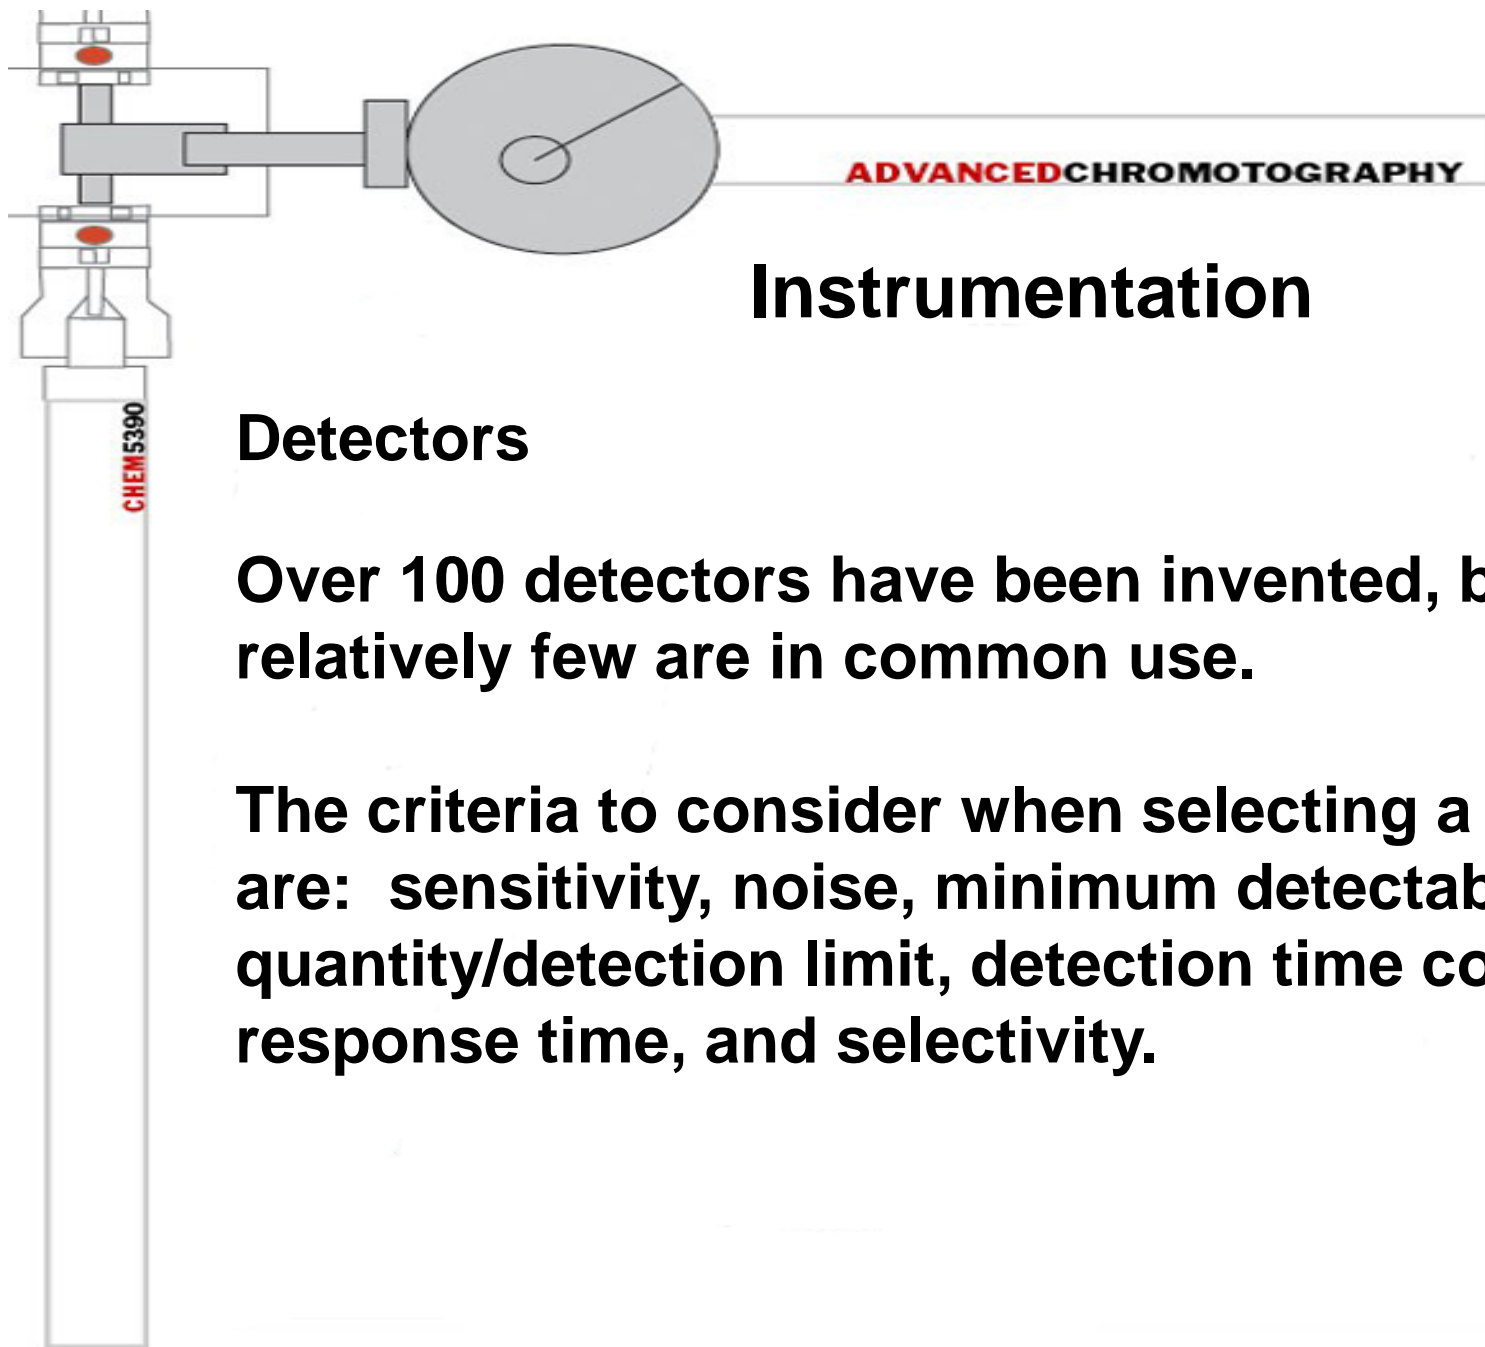 ADVANCEDCHROMOTOGRAPHY
Instrumentation
CHEM5390
Detectors
Over 100 detectors have been invented,
relatively few are in common use.
The criteria to consider when selecting a
are: sensitivity, noise, minimum
quantity/detection limit, detection time
response time, and selectivity.